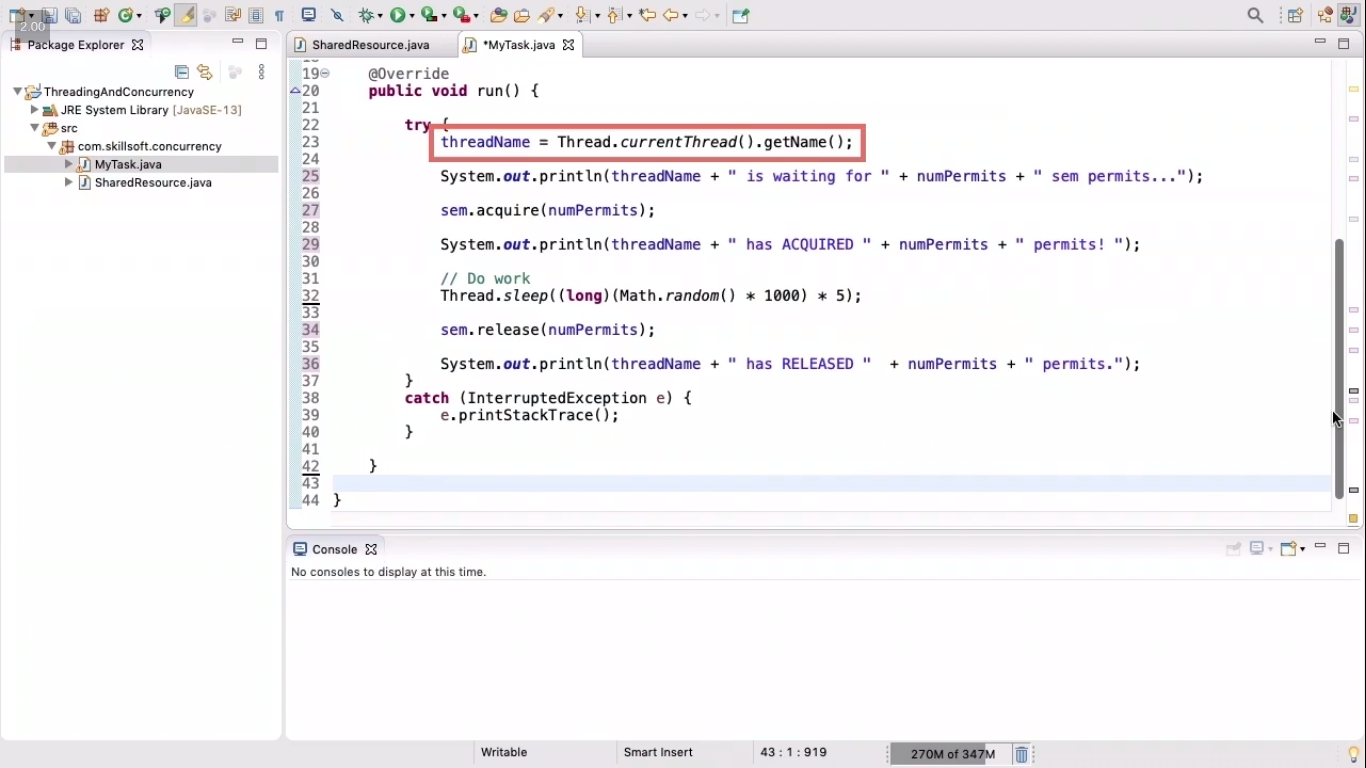 2.00
Package Explorer
SharedResource.java
*MyTask.java
ThreadingAndConcurrency
JRE System Library [JavaSE-13]
src
com.skillsoft.concurrency
MyTask.java
SharedResource.java
19 @Override
20 public void run() {
21
22 try {
23 threadName = Thread.currentThread().getName();
24
25 System.out.println(threadName + " is waiting for " + numPermits + " sem permits...");
26
27 sem.acquire(numPermits);
28
29 System.out.println(threadName + " has ACQUIRED " + numPermits + " permits! ");
30
31 // Do work
32 Thread.sleep((long)(Math.random() * 1000) * 5);
33
34 sem.release(numPermits);
35
36 System.out.println(threadName + " has RELEASED "  + numPermits + " permits.");
37 }
38 catch (InterruptedException e) {
39 e.printStackTrace();
40 }
41
42 }
43
44 }
Console
No consoles to display at this time.
Writable
Smart Insert
43 : 1 : 919
270M of 347M